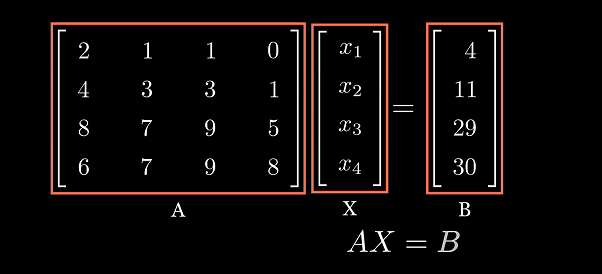 2 1 1 0 x₁ 4
4 3 3 1 x₂ 11
8 7 9 5 x₃ = 29
6 7 9 8 x₄ 30
A X B
AX = B